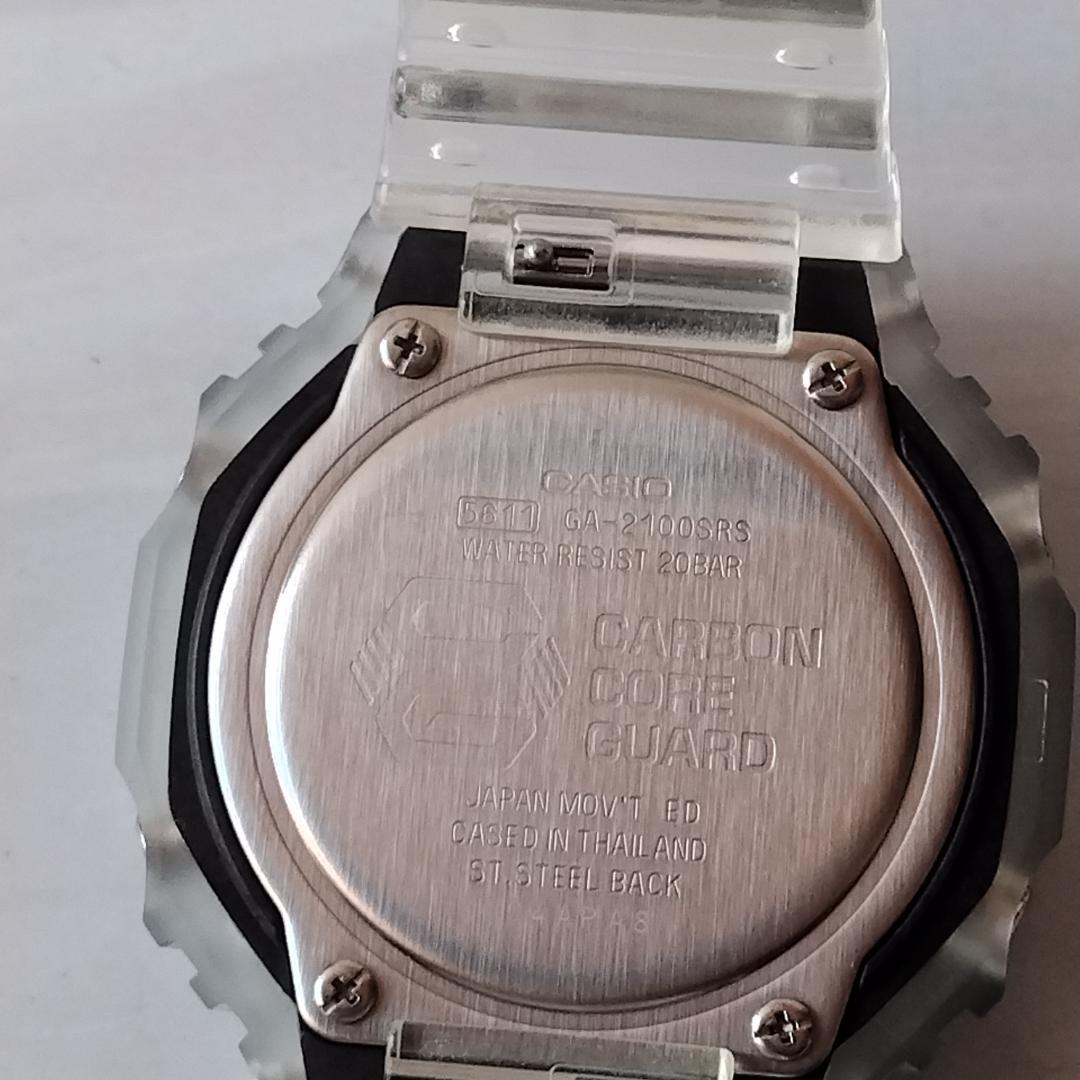 CASIO
5611 GA-2100SRS
WATER RESIST 20BAR
CARBON
CORE
GUARD
JAPAN MOV'T ED
CASED IN THAILAND
ST.STEEL BACK